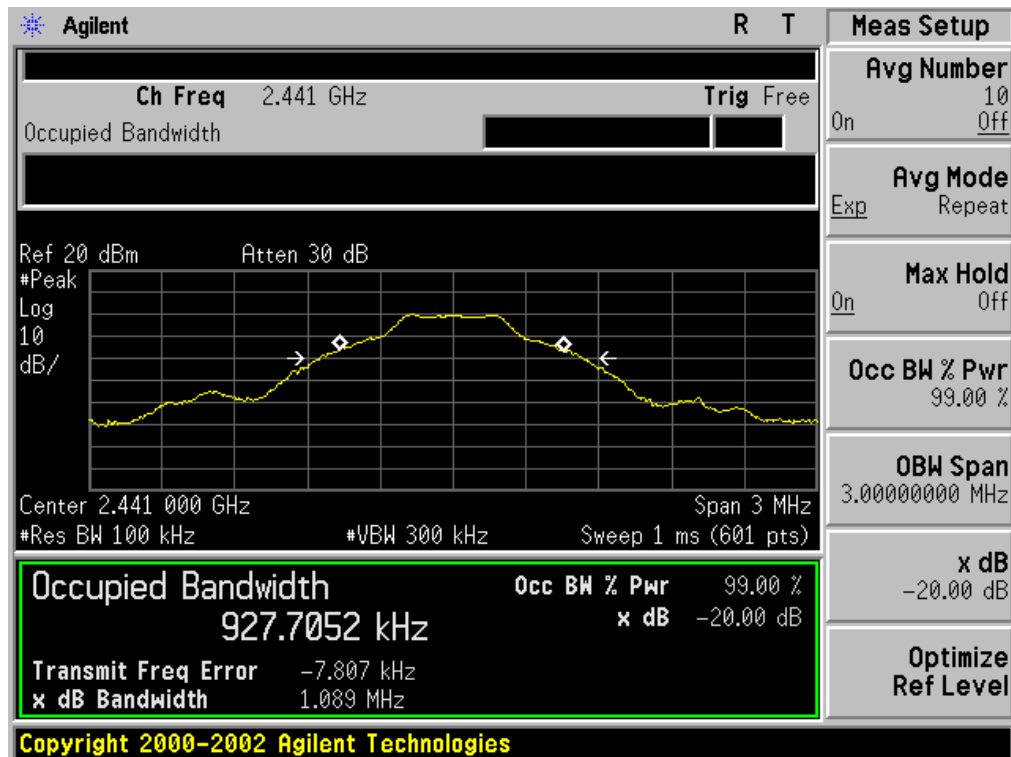 Agilent R T
Ch Freq 2.441 GHz Trig Free
Occupied Bandwidth
Ref 20 dBm Atten 30 dB
#Peak
Log
10
dB/
Center 2.441 000 GHz Span 3 MHz
#Res BW 100 kHz #VBW 300 kHz Sweep 1 ms (601 pts)
Occupied Bandwidth Occ BW % Pwr 99.00 %
927.7052 kHz x dB -20.00 dB
Transmit Freq Error -7.807 kHz
x dB Bandwidth 1.089 MHz
Copyright 2000-2002 Agilent Technologies
Meas Setup
Avg Number
10
On Off
Avg Mode
Exp Repeat
Max Hold
On Off
Occ BW % Pwr
99.00 %
OBW Span
3.00000000 MHz
x dB
-20.00 dB
Optimize
Ref Level